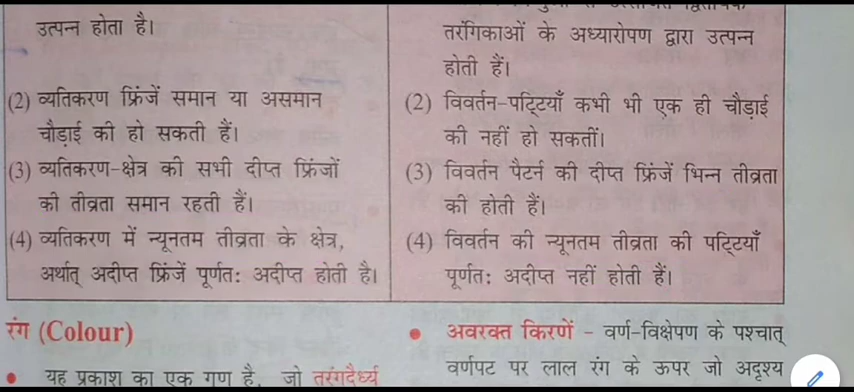 उत्पन्न होता है।
(2) व्यतिकरण फ्रिंजें समान या असमान
चौड़ाई की हो सकती हैं।
(3) व्यतिकरण-क्षेत्र की सभी दीप्त फ्रिंजों
की तीव्रता समान रहती हैं।
(4) व्यतिकरण में न्यूनतम तीव्रता के क्षेत्र,
अर्थात् अदीप्त फ्रिंजें पूर्णतः अदीप्त होती है।
तरंगिकाओं के अध्यारोपण द्वारा उत्पन्न
होती हैं।
(2) विवर्तन-पट्टियाँ कभी भी एक ही चौड़ाई
की नहीं हो सकतीं।
(3) विवर्तन पैटर्न की दीप्त फ्रिंजें भिन्न तीव्रता
की होती हैं।
(4) विवर्तन की न्यूनतम तीव्रता की पट्टियाँ
पूर्णतः अदीप्त नहीं होती हैं।
रंग (Colour)
• यह प्रकाश का एक गुण है, जो तरंगदैर्ध्य
• अवरक्त किरणें - वर्ण-विक्षेपण के पश्चात्
वर्णपट पर लाल रंग के ऊपर जो अदृश्य